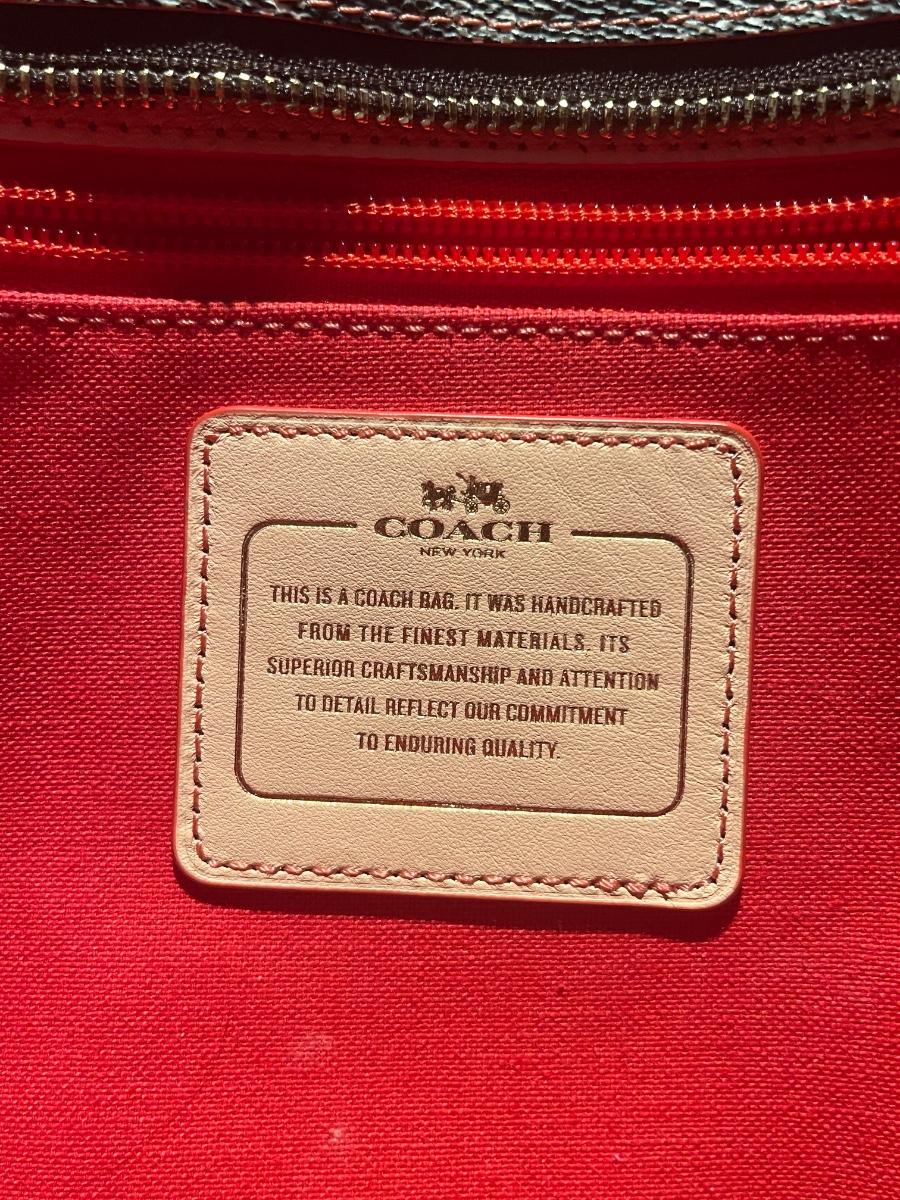 COACH
NEW YORK
THIS IS A COACH BAG. IT WAS HANDCRAFTED
FROM THE FINEST MATERIALS. ITS
SUPERIOR CRAFTSMANSHIP AND ATTENTION
TO DETAIL REFLECT OUR COMMITMENT
TO ENDURING QUALITY.